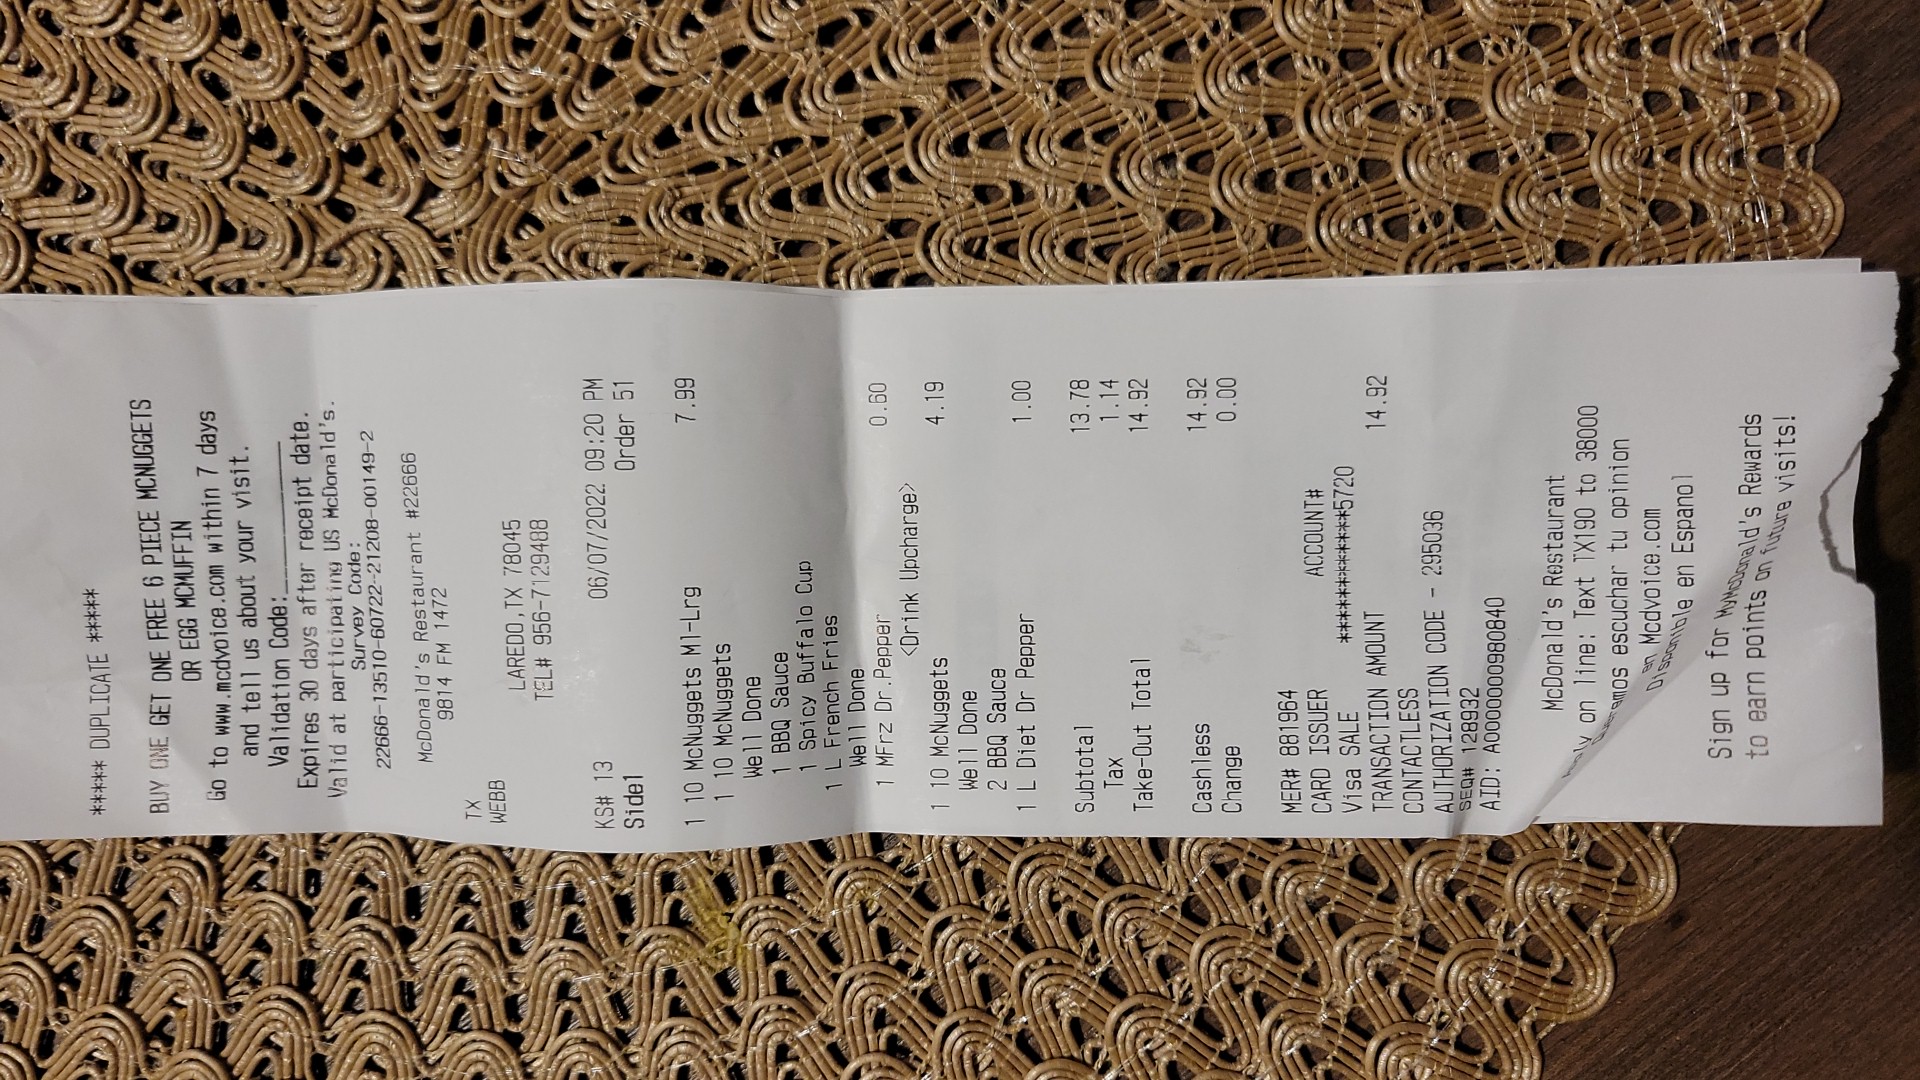 ***** DUPLICATE *****
BUY ONE GET ONE FREE 6 PIECE MCNUGGETS
OR EGG MCMUFFIN
Go to www.mcdvoice.com within 7 days
and tell us about your visit.
Validation Code:__________
Expires 30 days after receipt date.
Valid at participating US McDonald's.
Survey Code:
22666-13510-60722-21208-00149-2
McDonald's Restaurant #22666
9814 FM 1472
TX
WEBB
LAREDO,TX 78045
TEL# 956-7129488
KS# 13 06/07/2022 09:20 PM
Side1 Order 51
1 10 McNuggets Ml-Lrg 7.99
1 10 McNuggets
Well Done
1 BBQ Sauce
1 Spicy Buffalo Cup
1 L French Fries
Well Done
1 MFrz Dr.Pepper 0.60
<Drink Upcharge>
1 10 McNuggets 4.19
Well Done
2 BBQ Sauce
1 L Diet Dr Pepper 1.00
Subtotal 13.78
Tax 1.14
Take-Out Total 14.92
Cashless 14.92
Change 0.00
MER# 881964
CARD ISSUER ACCOUNT#
Visa SALE ************5720
TRANSACTION AMOUNT 14.92
CONTACTLESS
AUTHORIZATION CODE - 295036
SEQ# 128932
AID: A0000000980840
McDonald's Restaurant
on line: Text TX190 to 38000
escuchar tu opinion
en Mcdvoice.com
Disponible en Espanol
Sign up for MyMcDonald's Rewards
to earn points on future visits!